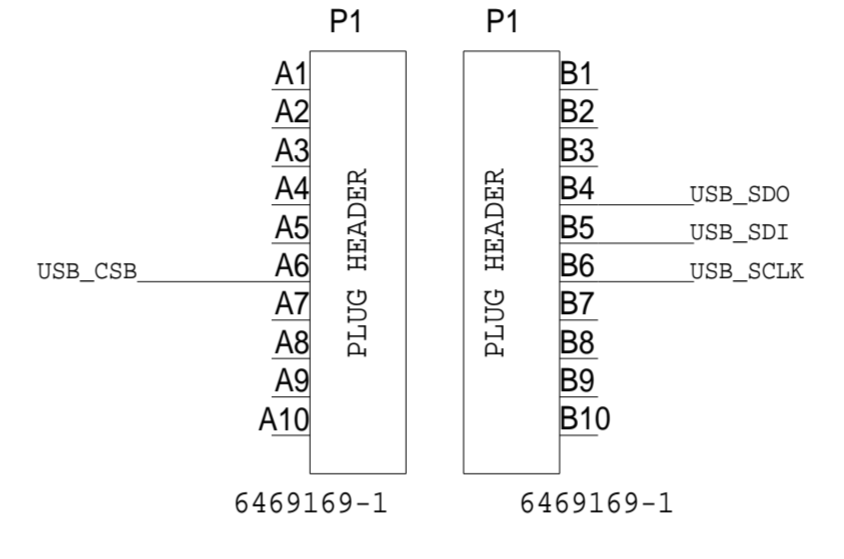 P1 P1
A1 B1
A2 B2
A3 B3
A4 B4 USB_SDO
A5 B5 USB_SDI
USB_CSB A6 B6 USB_SCLK
A7 B7
A8 B8
A9 B9
A10 B10
PLUG HEADER PLUG HEADER
6469169-1 6469169-1